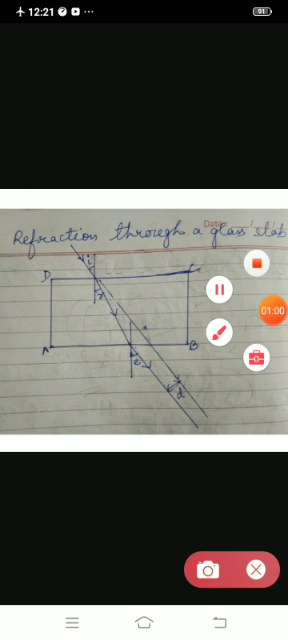 12:21
91
Date
Refraction through a glass slab
i
D
r
01:00
A
B
e
d